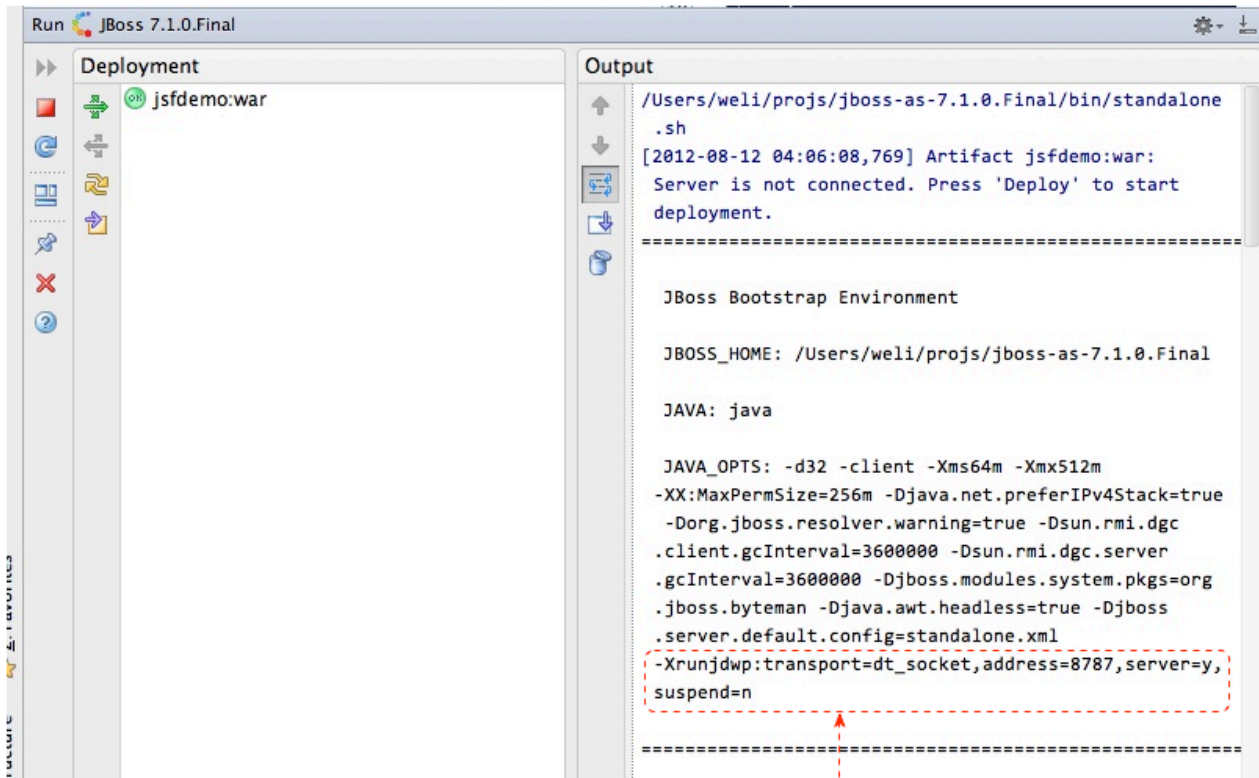 Run JBoss 7.1.0.Final
Deployment
OK jsfdemo:war
Output
/Users/weli/projs/jboss-as-7.1.0.Final/bin/standalone
.sh
[2012-08-12 04:06:08,769] Artifact jsfdemo:war:
Server is not connected. Press 'Deploy' to start
deployment.
=======================================================
JBoss Bootstrap Environment
JBOSS_HOME: /Users/weli/projs/jboss-as-7.1.0.Final
JAVA: java
JAVA_OPTS: -d32 -client -Xms64m -Xmx512m
-XX:MaxPermSize=256m -Djava.net.preferIPv4Stack=true
-Dorg.jboss.resolver.warning=true -Dsun.rmi.dgc
.client.gcInterval=3600000 -Dsun.rmi.dgc.server
.gcInterval=3600000 -Djboss.modules.system.pkgs=org
.jboss.byteman -Djava.awt.headless=true -Djboss
.server.default.config=standalone.xml
-Xrunjdwp:transport=dt_socket,address=8787,server=y,
suspend=n
=======================================================